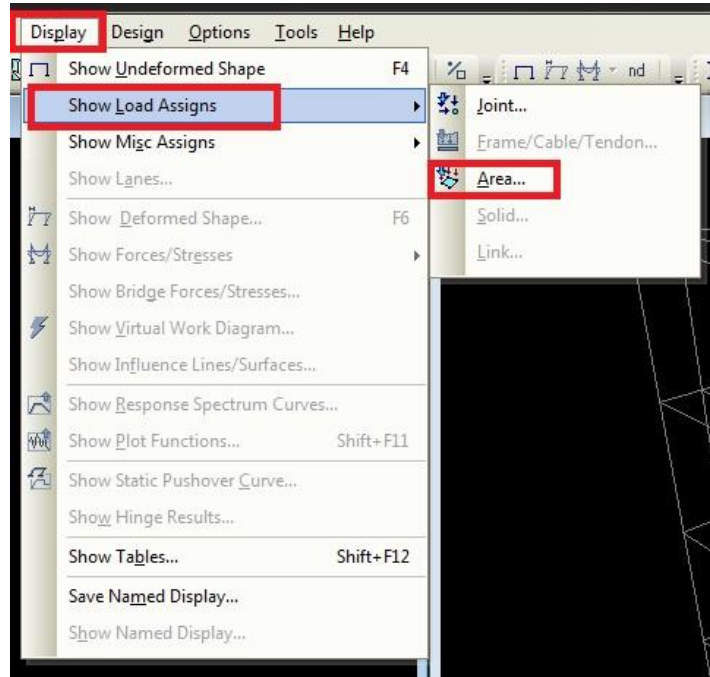 Display Design Options Tools Help
Show Undeformed Shape F4
nd
Show Load Assigns
Joint...
Show Misc Assigns
Frame/Cable/Tendon...
Show Lanes...
Area...
Show Deformed Shape... F6
Solid...
Show Forces/Stresses
Link...
Show Bridge Forces/Stresses...
Show Virtual Work Diagram...
Show Influence Lines/Surfaces...
Show Response Spectrum Curves...
Show Plot Functions... Shift+F11
Show Static Pushover Curve...
Show Hinge Results...
Show Tables... Shift+F12
Save Named Display...
Show Named Display...